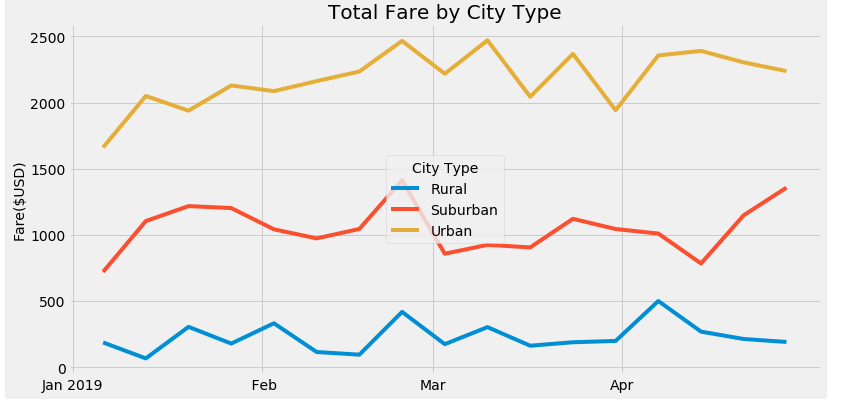 Total Fare by City Type
Fare($USD)
2500
2000
1500
1000
500
0
City Type
Rural
Suburban
Urban
Jan 2019 Feb Mar Apr